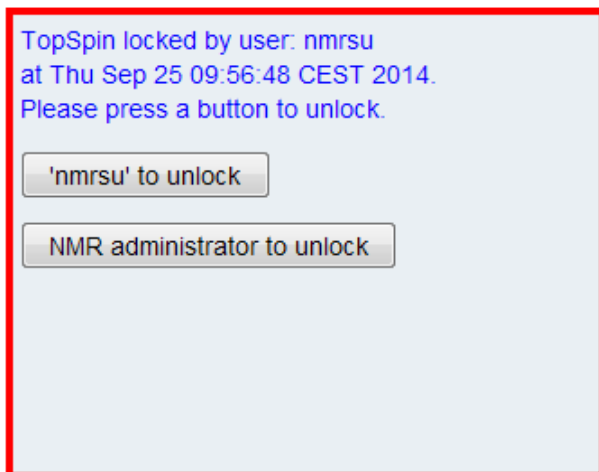 TopSpin locked by user: nmrsu
at Thu Sep 25 09:56:48 CEST 2014.
Please press a button to unlock.
'nmrsu' to unlock
NMR administrator to unlock